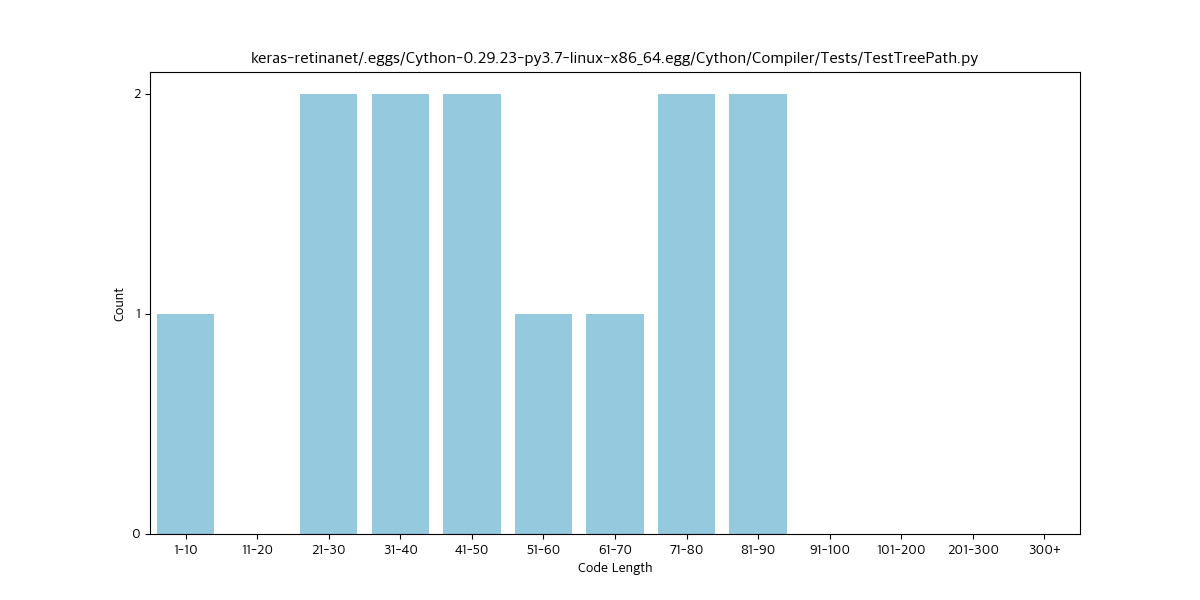 keras-retinanet/.eggs/Cython-0.29.23-py3.7-linux-x86_64.egg/Cython/Compiler/Tests/TestTreePath.py
2
1
0
Count
1-10 11-20 21-30 31-40 41-50 51-60 61-70 71-80 81-90 91-100 101-200 201-300 300+
Code Length